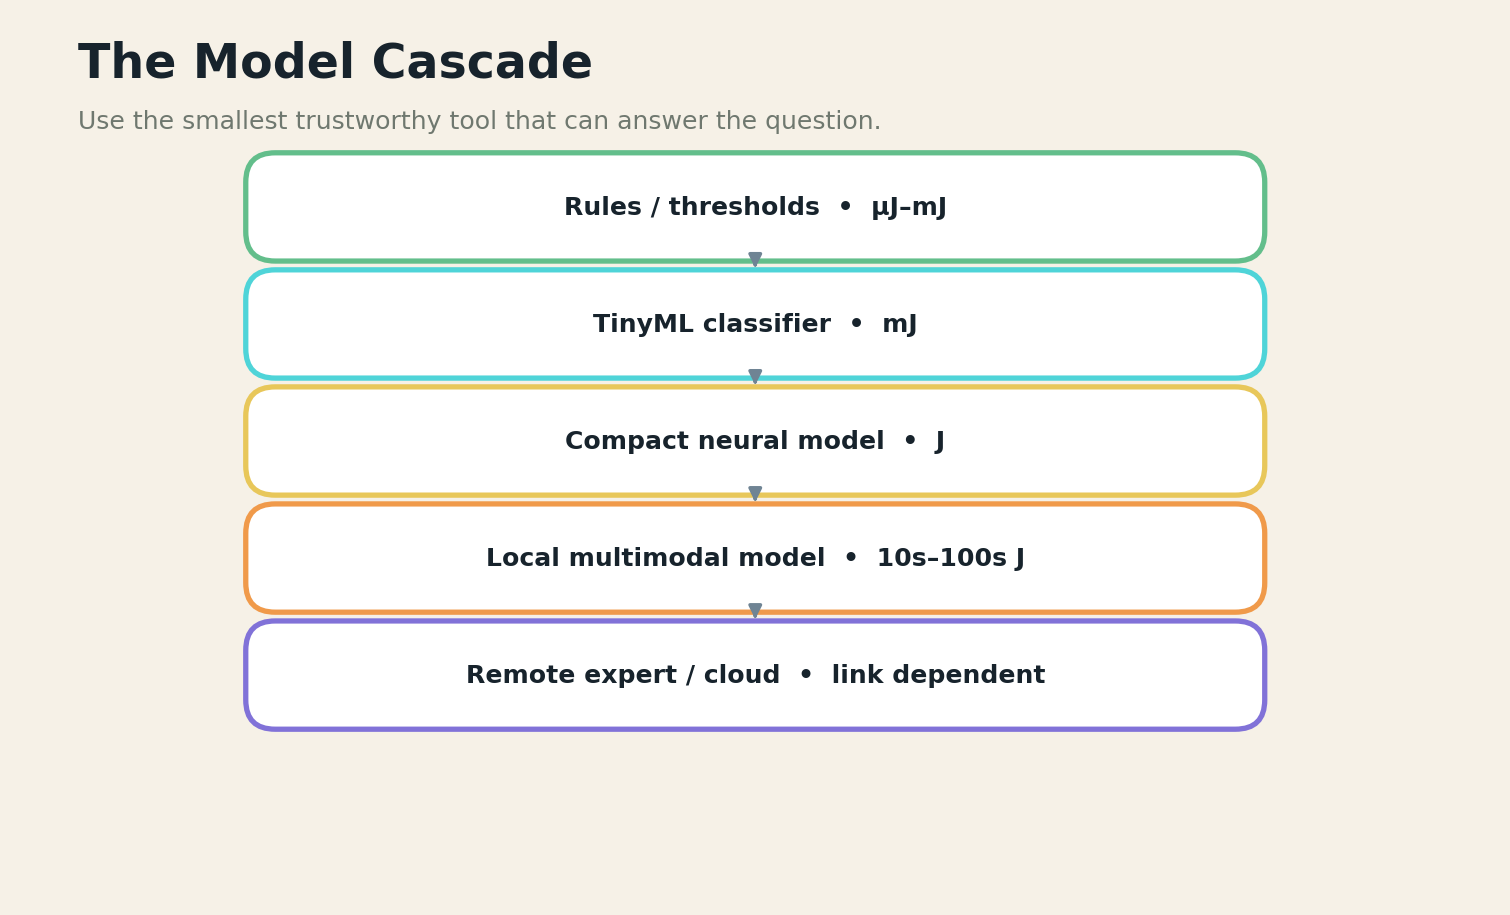 The Model Cascade
Use the smallest trustworthy tool that can answer the question.
Rules / thresholds • µJ–mJ
TinyML classifier • mJ
Compact neural model • J
Local multimodal model • 10s–100s J
Remote expert / cloud • link dependent